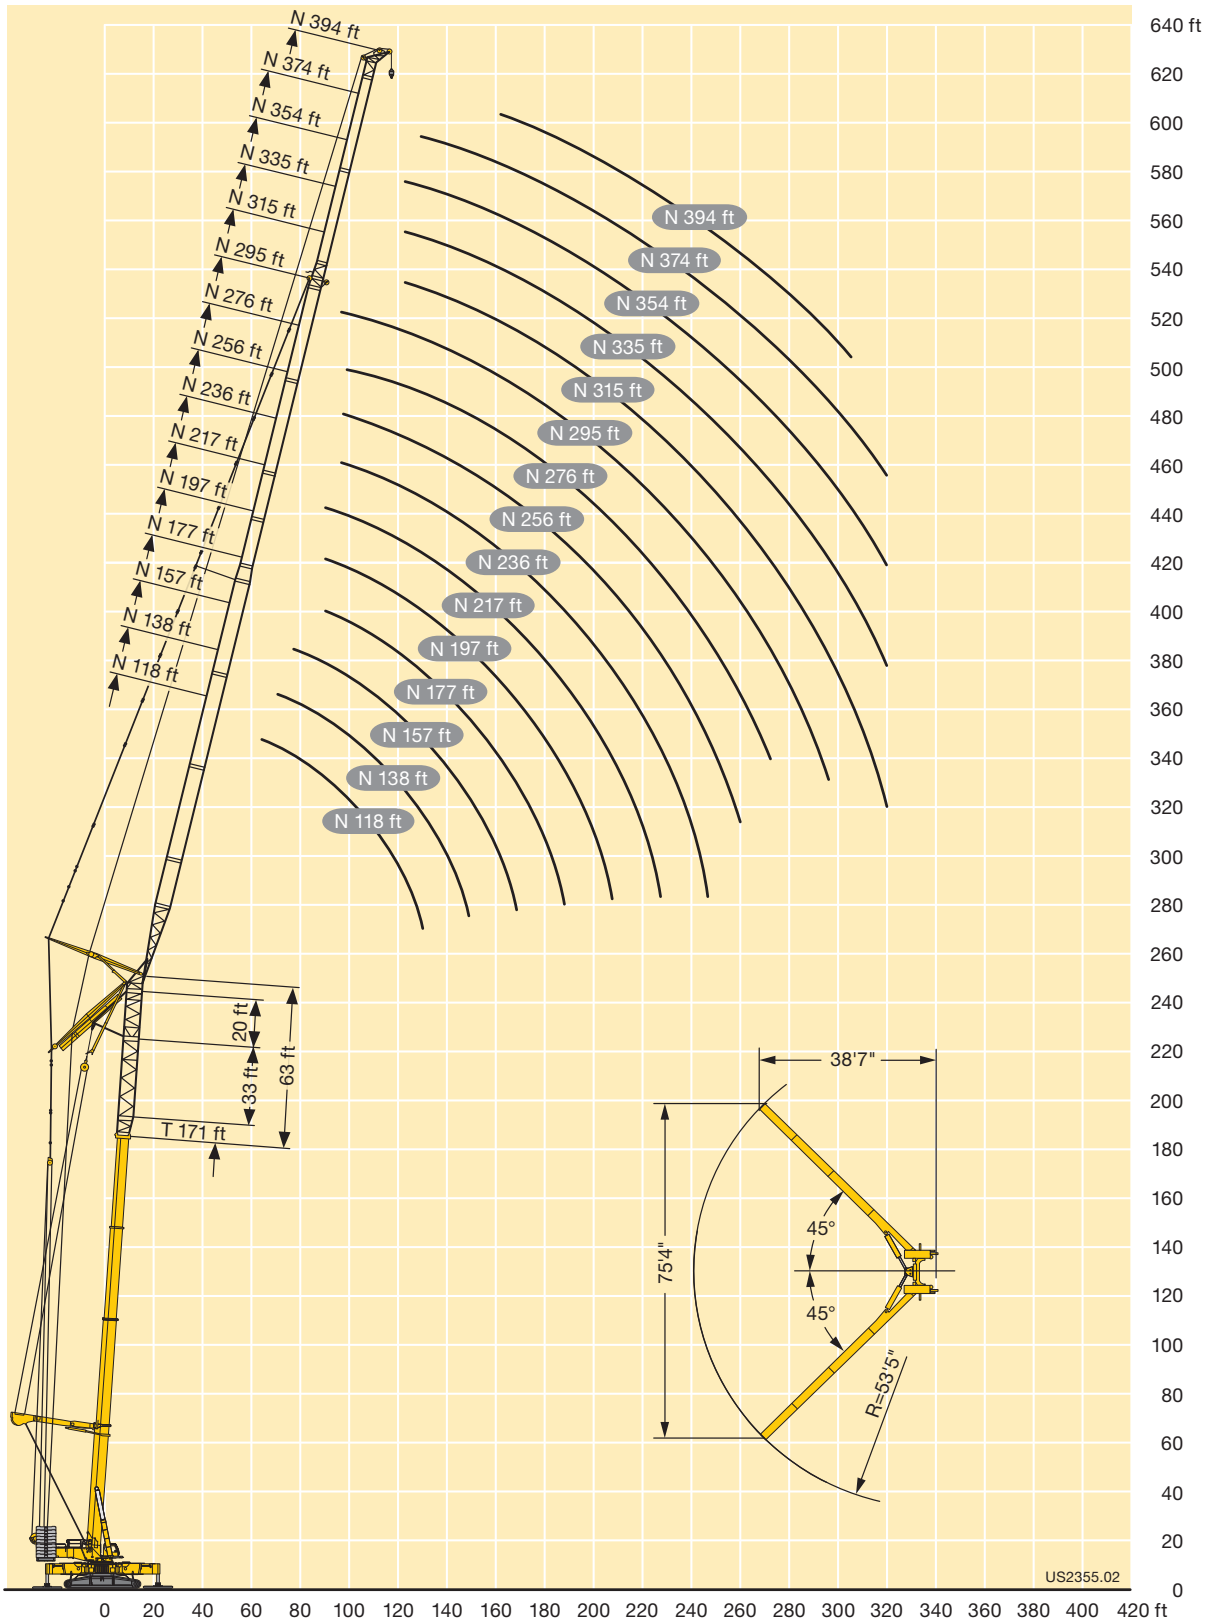 N 394 ft
N 374 ft
N 354 ft
N 335 ft
N 315 ft
N 295 ft
N 276 ft
N 256 ft
N 236 ft
N 217 ft
N 197 ft
N 177 ft
N 157 ft
N 138 ft
N 118 ft
N 394 ft
N 374 ft
N 354 ft
N 335 ft
N 315 ft
N 295 ft
N 276 ft
N 256 ft
N 236 ft
N 217 ft
N 197 ft
N 177 ft
N 157 ft
N 138 ft
N 118 ft
640 ft
620
600
580
560
540
520
500
480
460
440
420
400
380
360
340
320
300
280
260
240
220
200
180
160
140
120
100
80
60
40
20
0
20 ft
33 ft
63 ft
T 171 ft
38'7"
75'4"
45°
45°
R=53'5"
US2355.02
0 20 40 60 80 100 120 140 160 180 200 220 240 260 280 300 320 340 360 380 400 420 ft